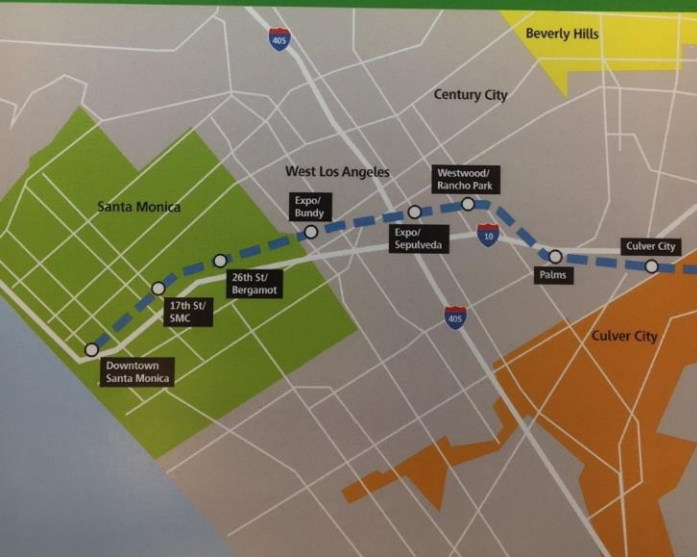 Beverly Hills
405
Century City
West Los Angeles
Westwood/
Rancho Park
Santa Monica
Expo/
Bundy
Expo/
Sepulveda
10
Culver City
26th St/
Bergamot
Palms
17th St/
SMC
405
Culver City
Downtown
Santa Monica